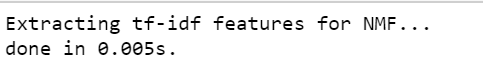 Extracting tf-idf features for NMF...
done in 0.005s.